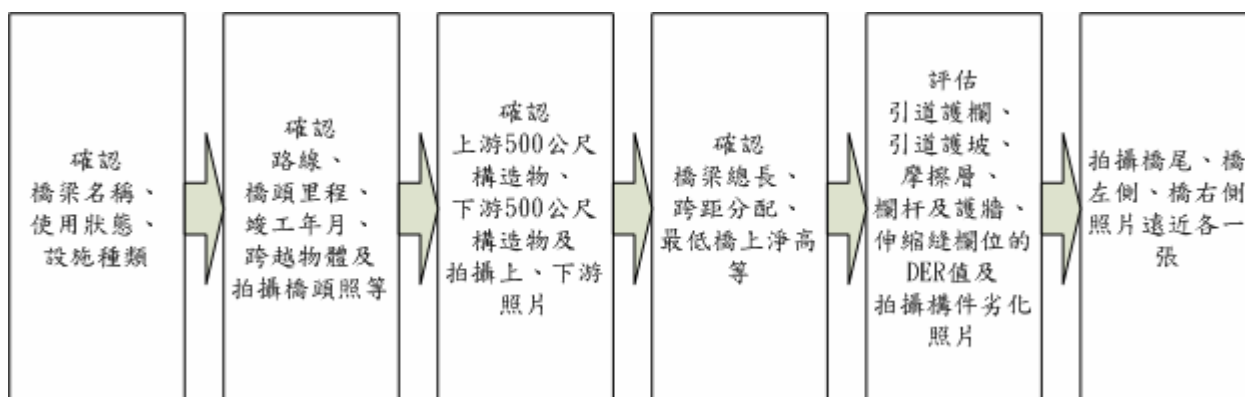 確認
橋梁名稱、
使用狀態、
設施種類
確認
路線、
橋頭里程、
竣工年月、
跨越物體及
拍攝橋頭照等
確認
上游500公尺
構造物、
下游500公尺
構造物及
拍攝上、下游
照片
確認
橋梁總長、
跨距分配、
最低橋上淨高
等
評估
引道護欄、
引道護坡、
摩擦層、
欄杆及護牆、
伸縮縫欄位的
DER值及
拍攝構件劣化
照片
拍攝橋尾、橋
左側、橋右側
照片遠近各一
張